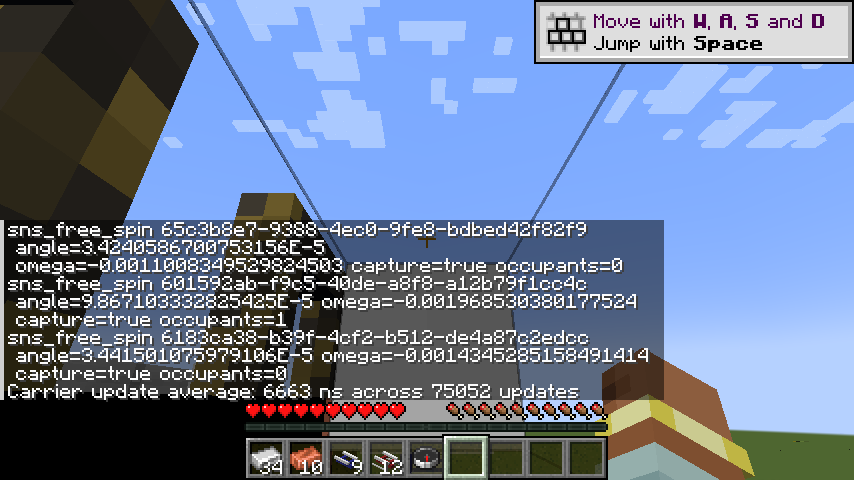 Move with W, A, S and D
Jump with Space
sns_free_spin 65c3b8e7-9388-4ec0-9fe8-bdbed42f82f9
angle=3.4240586700753156E-5
omega=-0.0011008349529824503 capture=true occupants=0
sns_free_spin 601592ab-f9c5-40de-a8f8-a12b79f1cc4c
angle=9.867103332825425E-5 omega=-0.0019685303801775​24
capture=true occupants=1
sns_free_spin 6183ca38-b39f-4cf2-b512-de4a87c2edcc
angle=3.441501075979106E-5 omega=-0.0014345285158491414
capture=true occupants=0
Carrier update average: 6663 ns across 75052 updates
34 10 9 12